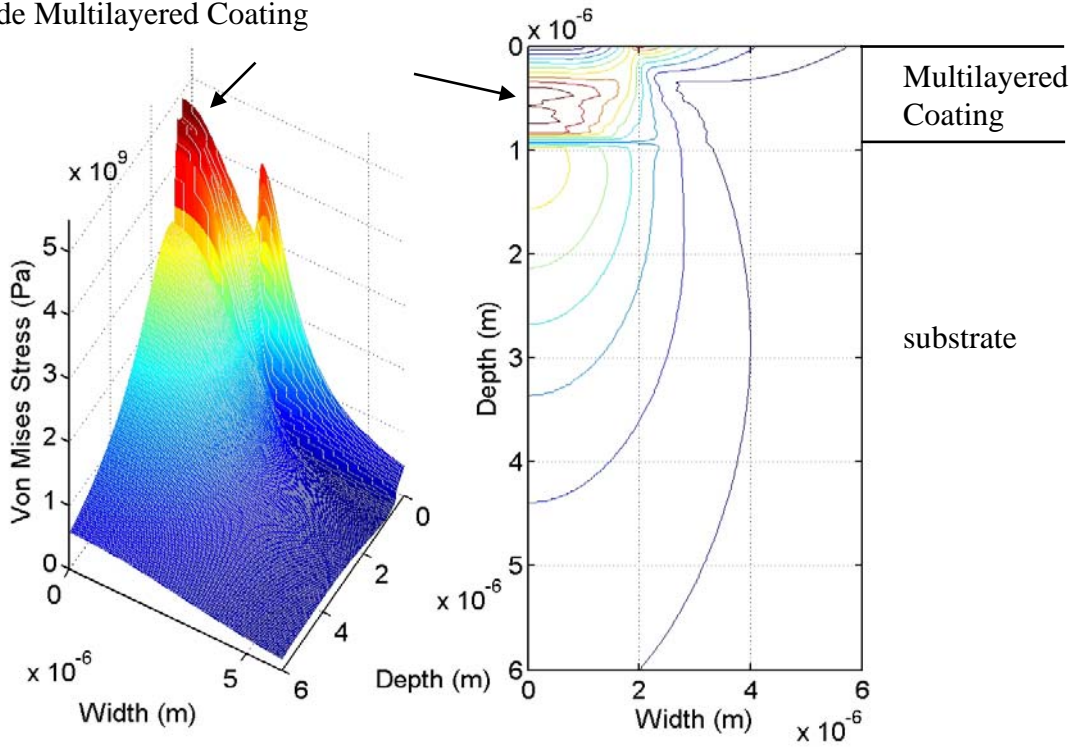 de Multilayered Coating
x 10^9
5
4
3
2
1
0
Von Mises Stress (Pa)
0
5
x 10^-6
Width (m)
0
2
4
6
x 10^-6
Depth (m)
x 10^-6
0
1
2
3
4
5
6
Depth (m)
0
2
4
6
Width (m)
x 10^-6
Multilayered
Coating
substrate